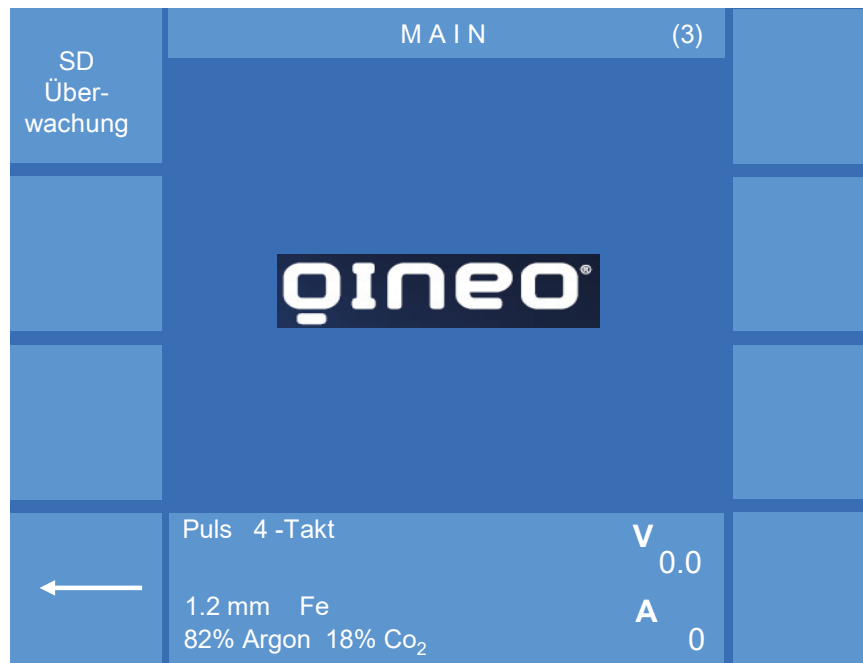 MAIN (3)
SD
Über-
wachung
QINEO®
Puls 4 -Takt
V
0.0
1.2 mm Fe
A
82% Argon 18% Co₂
0